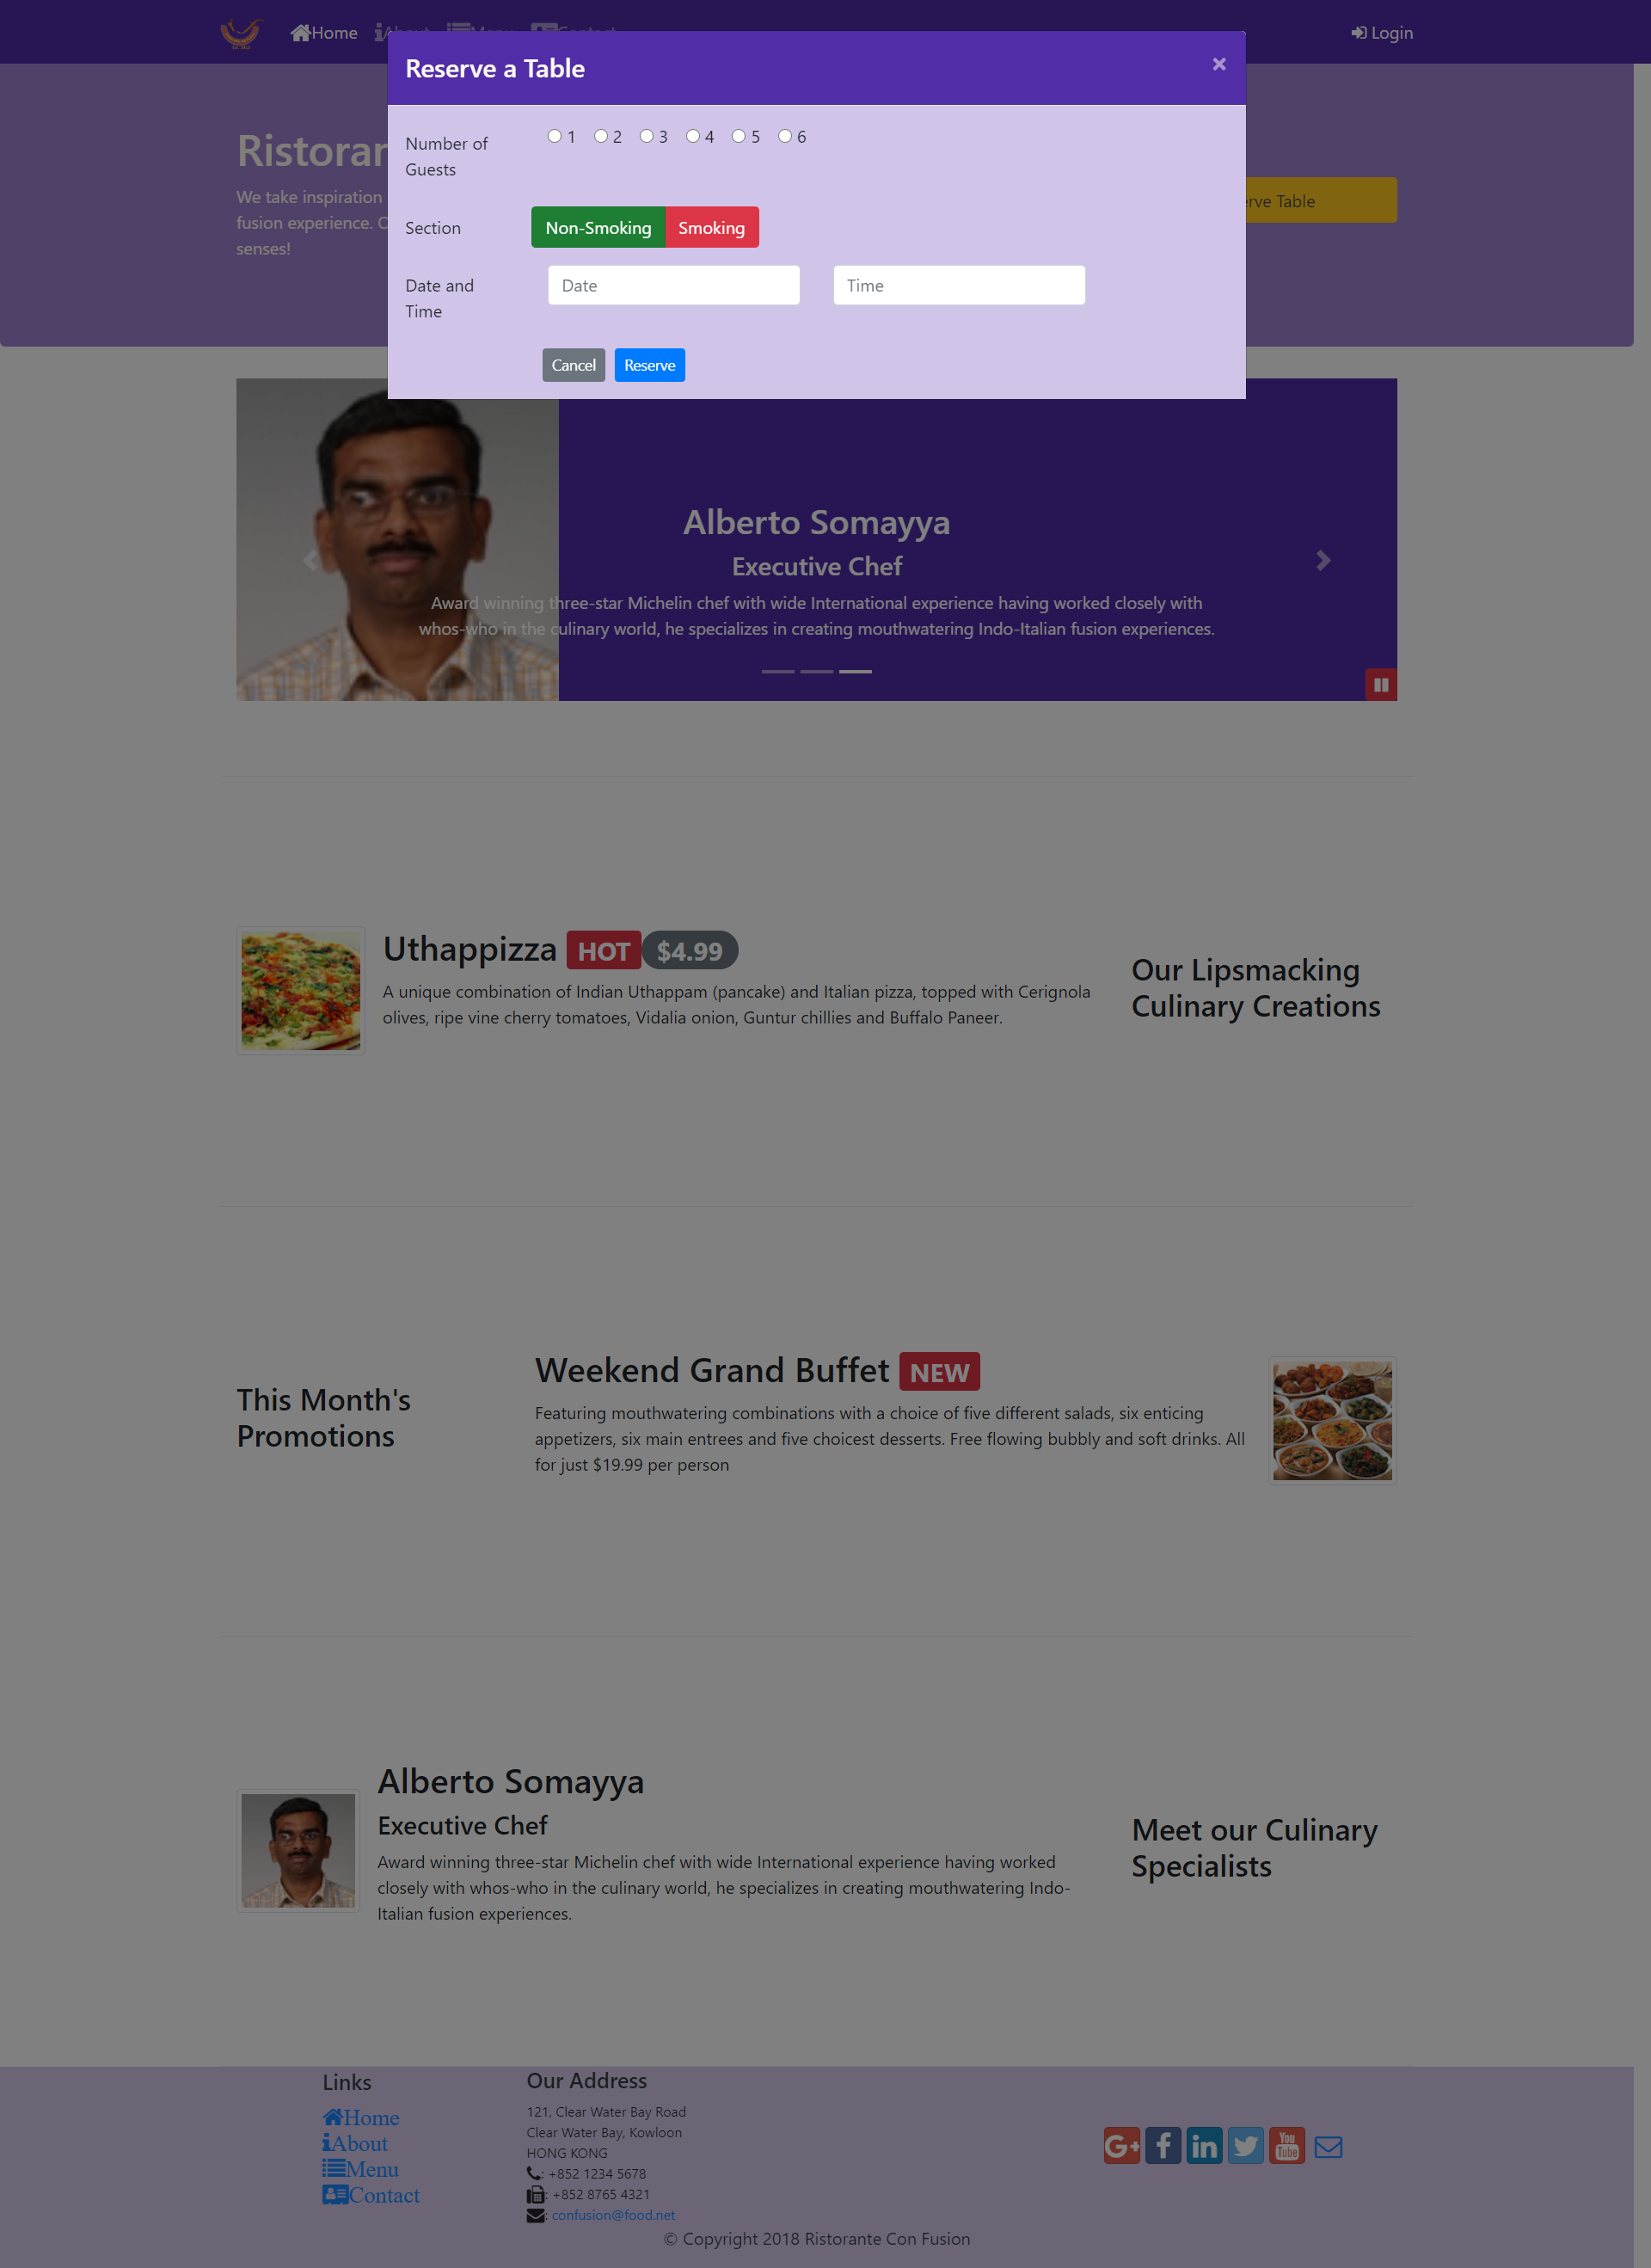 Home
Login
Reserve a Table
×
Number of
Guests
1 2 3 4 5 6
Ristorar
We take inspiration
fusion experience. C
senses!
erve Table
Section
Non-Smoking Smoking
Date and
Time
Date
Time
Cancel Reserve
Alberto Somayya
Executive Chef
Award winning three-star Michelin chef with wide International experience having worked closely with
whos-who in the culinary world, he specializes in creating mouthwatering Indo-Italian fusion experiences.
Uthappizza HOT $4.99
A unique combination of Indian Uthappam (pancake) and Italian pizza, topped with Cerignola
olives, ripe vine cherry tomatoes, Vidalia onion, Guntur chillies and Buffalo Paneer.
Our Lipsmacking
Culinary Creations
This Month's
Promotions
Weekend Grand Buffet NEW
Featuring mouthwatering combinations with a choice of five different salads, six enticing
appetizers, six main entrees and five choicest desserts. Free flowing bubbly and soft drinks. All
for just $19.99 per person
Alberto Somayya
Executive Chef
Award winning three-star Michelin chef with wide International experience having worked
closely with whos-who in the culinary world, he specializes in creating mouthwatering Indo-
Italian fusion experiences.
Meet our Culinary
Specialists
Links
Home
About
Menu
Contact
Our Address
121, Clear Water Bay Road
Clear Water Bay, Kowloon
HONG KONG
: +852 1234 5678
: +852 8765 4321
: confusion@food.net
G+ f in You Tube
© Copyright 2018 Ristorante Con Fusion